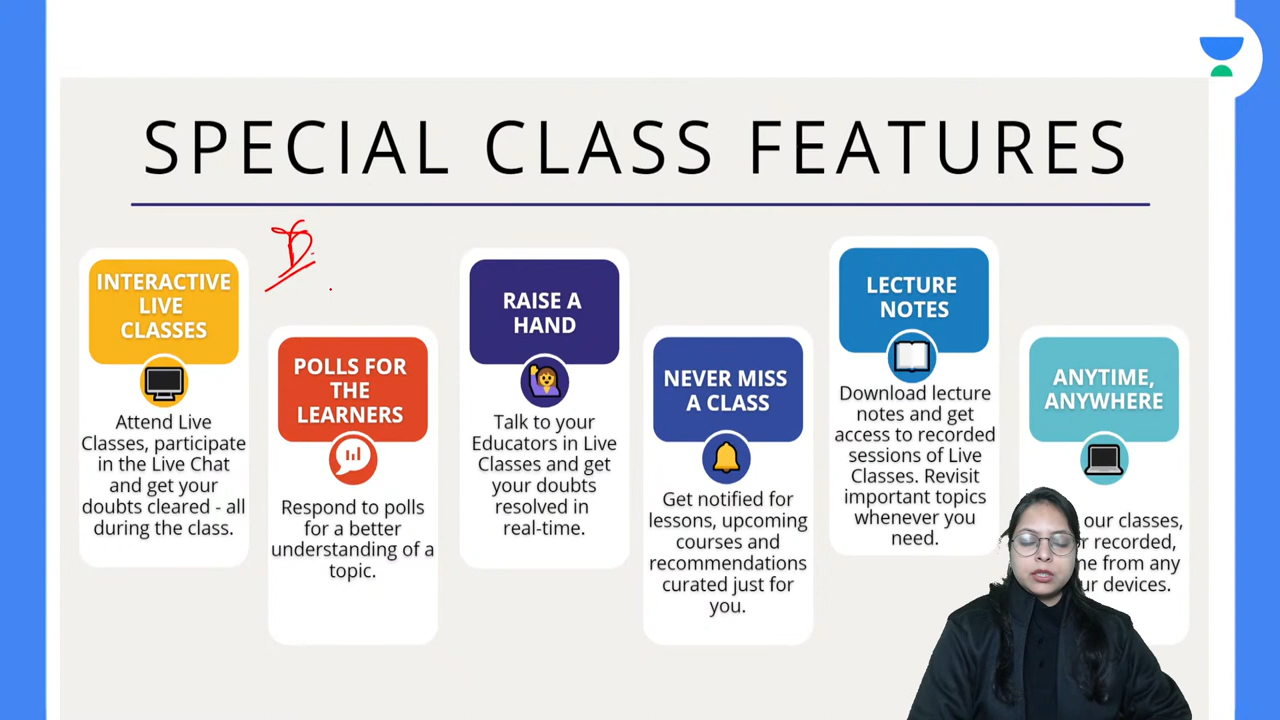 SPECIAL CLASS FEATURES
INTERACTIVE
LIVE
CLASSES
Attend Live
Classes, participate
in the Live Chat
and get your
doubts cleared - all
during the class.
POLLS FOR
THE
LEARNERS
Respond to polls
for a better
understanding of a
topic.
RAISE A
HAND
Talk to your
Educators in Live
Classes and get
your doubts
resolved in
real-time.
NEVER MISS
A CLASS
Get notified for
lessons, upcoming
courses and
recommendations
curated just for
you.
LECTURE
NOTES
Download lecture
notes and get
access to recorded
sessions of Live
Classes. Revisit
important topics
whenever you
need.
ANYTIME,
ANYWHERE
our classes,
recorded,
from any
devices.